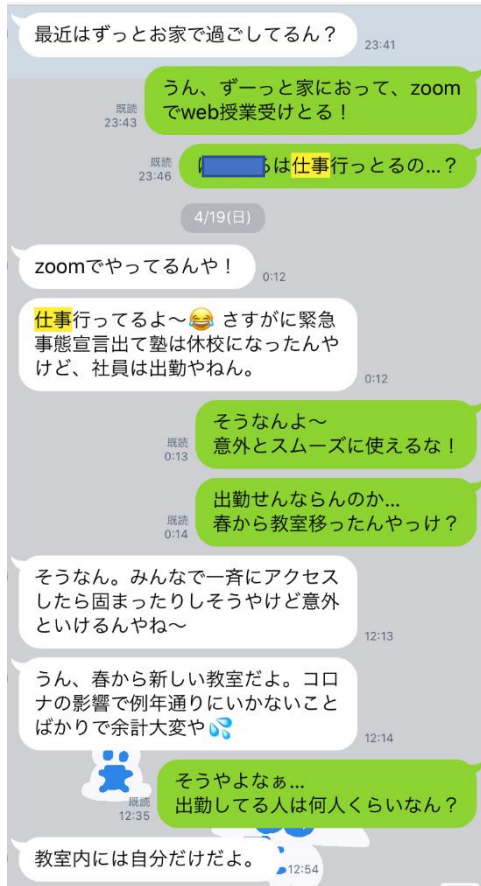 最近はずっとお家で過ごしてるん？
23:41
うん、ずーっと家におって、zoom
でweb授業受けとる！
既読
23:43
は仕事行っとるの…？
既読
23:46
4/19(日)
zoomでやってるんや！
0:12
仕事行ってるよ〜😂 さすがに緊急
事態宣言出て塾は休校になったんや
けど、社員は出勤やねん。
0:12
そうなんよ〜
意外とスムーズに使えるな！
既読
0:13
出勤せんならんのか…
春から教室移ったんやっけ？
既読
0:14
そうなん。みんなで一斉にアクセス
したら固まったりしそうやけど意外
といけるんやね〜
12:13
うん、春から新しい教室だよ。コロ
ナの影響で例年通りにいかないこと
ばかりで余計大変や💦
12:14
そうやよなぁ…
出勤してる人は何人くらいなん？
既読
12:35
教室内には自分だけだよ。
12:54